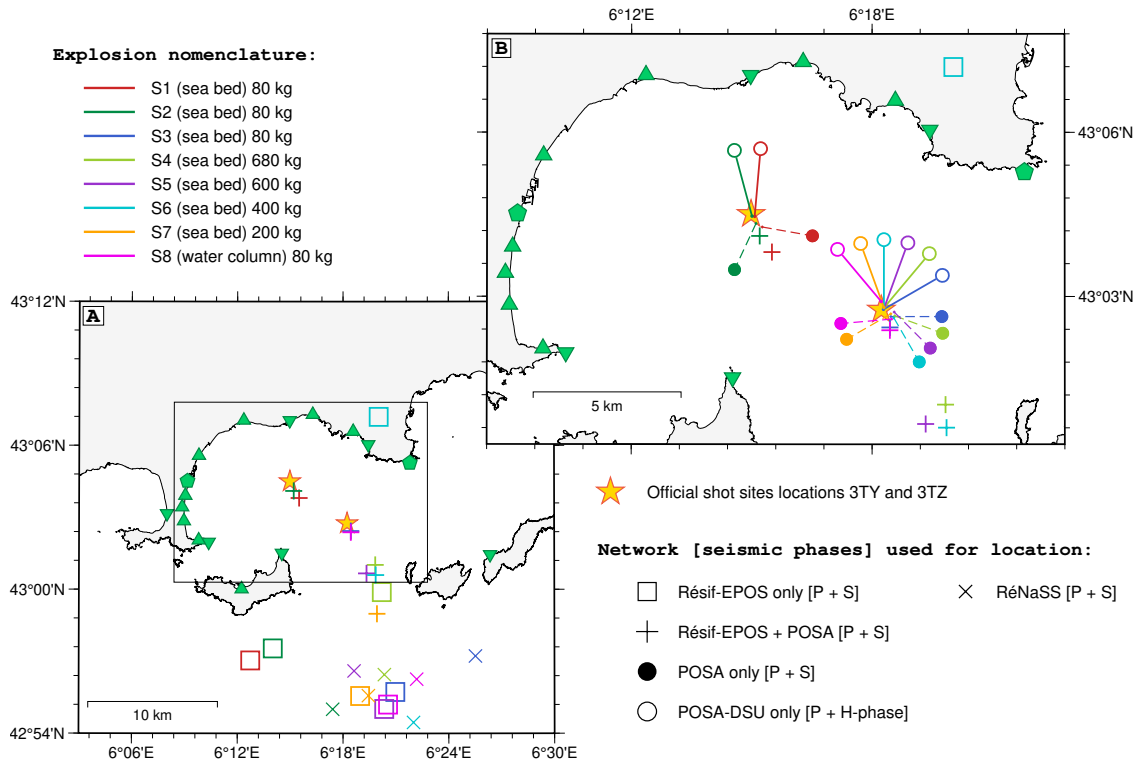 6°12'E 6°18'E
Explosion nomenclature:
S1 (sea bed) 80 kg
S2 (sea bed) 80 kg
S3 (sea bed) 80 kg
S4 (sea bed) 680 kg
S5 (sea bed) 600 kg
S6 (sea bed) 400 kg
S7 (sea bed) 200 kg
S8 (water column) 80 kg
B
43°06'N
43°03'N
5 km
43°12'N
A
43°06'N
43°00'N
42°54'N
10 km
6°06'E 6°12'E 6°18'E 6°24'E 6°30'E
Official shot sites locations 3TY and 3TZ
Network [seismic phases] used for location:
Résif-EPOS only [P + S] RéNaSS [P + S]
Résif-EPOS + POSA [P + S]
POSA only [P + S]
POSA-DSU only [P + H-phase]